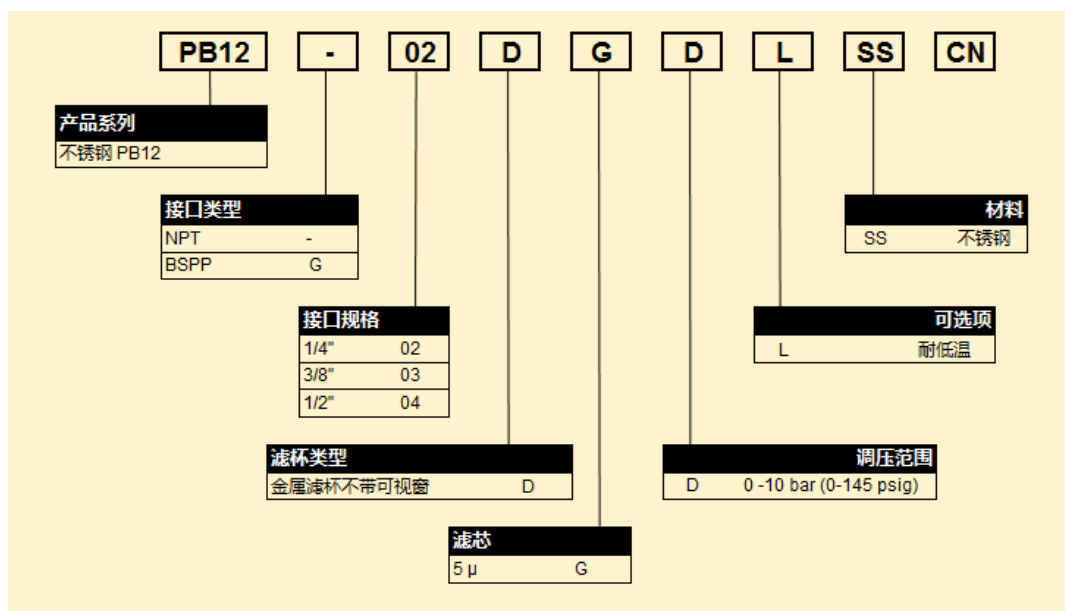 PB12 - 02 D G D L SS CN
产品系列
不锈钢 PB12
接口类型
NPT -
BSPP G
材料
SS 不锈钢
接口规格
1/4" 02
3/8" 03
1/2" 04
可选项
L 耐低温
滤杯类型
金属滤杯不带可视窗 D
调压范围
D 0 -10 bar (0-145 psig)
滤芯
5 µ G